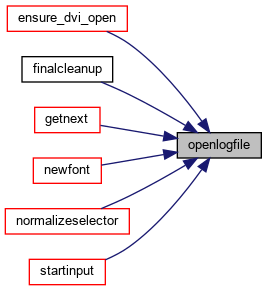 ensure_dvi_open
finalcleanup
getnext
openlogfile
newfont
normalizeselector
startinput